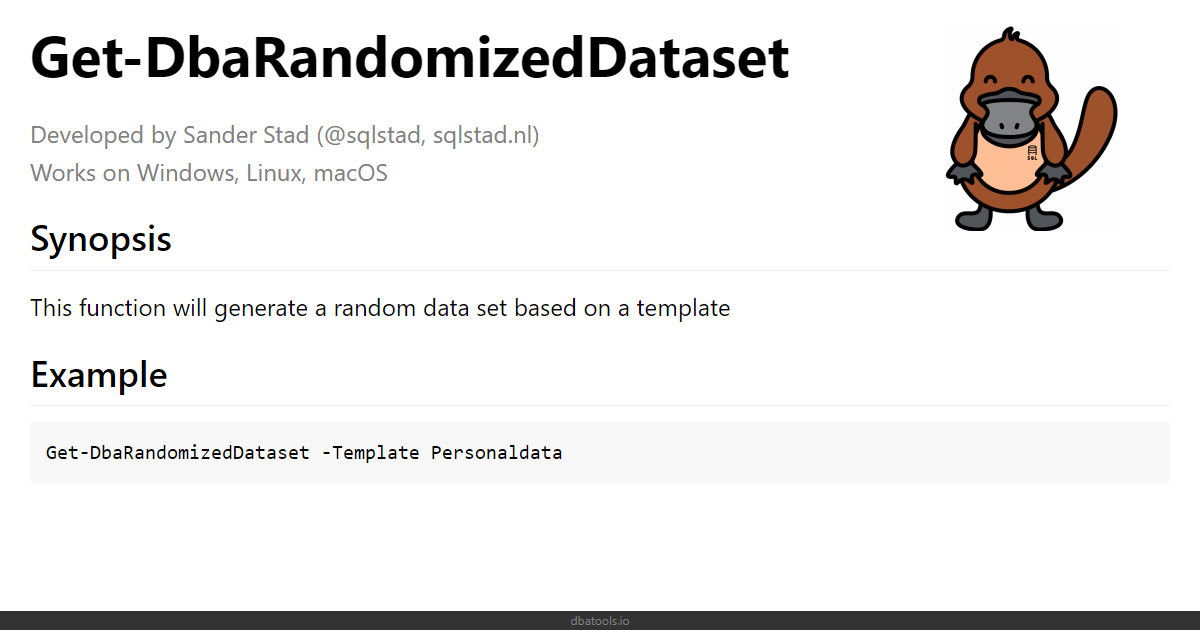 Get-DbaRandomizedDataset
Developed by Sander Stad (@sqlstad, sqlstad.nl)
Works on Windows, Linux, macOS
SQL
Synopsis
This function will generate a random data set based on a template
Example
Get-DbaRandomizedDataset -Template Personaldata
dbatools.io